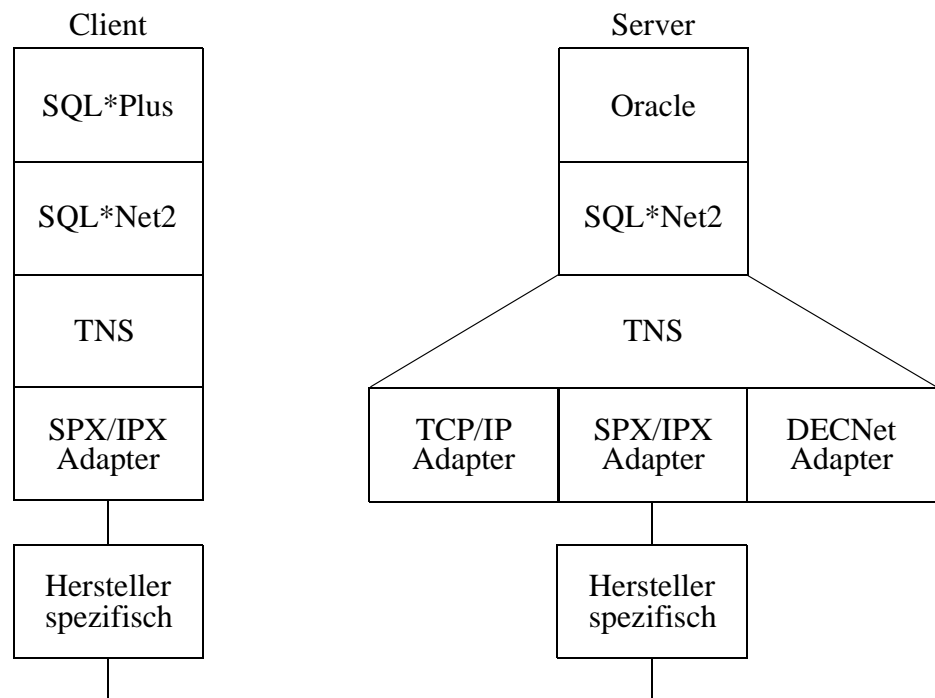 Client
SQL*Plus
SQL*Net2
TNS
SPX/IPX
Adapter
Hersteller
spezifisch
Server
Oracle
SQL*Net2
TNS
TCP/IP
Adapter
SPX/IPX
Adapter
DECNet
Adapter
Hersteller
spezifisch